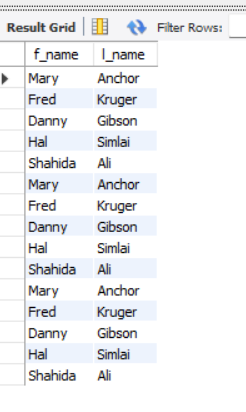 Result Grid Filter Rows:
f_name l_name
Mary Anchor
Fred Kruger
Danny Gibson
Hal Simlai
Shahida Ali
Mary Anchor
Fred Kruger
Danny Gibson
Hal Simlai
Shahida Ali
Mary Anchor
Fred Kruger
Danny Gibson
Hal Simlai
Shahida Ali